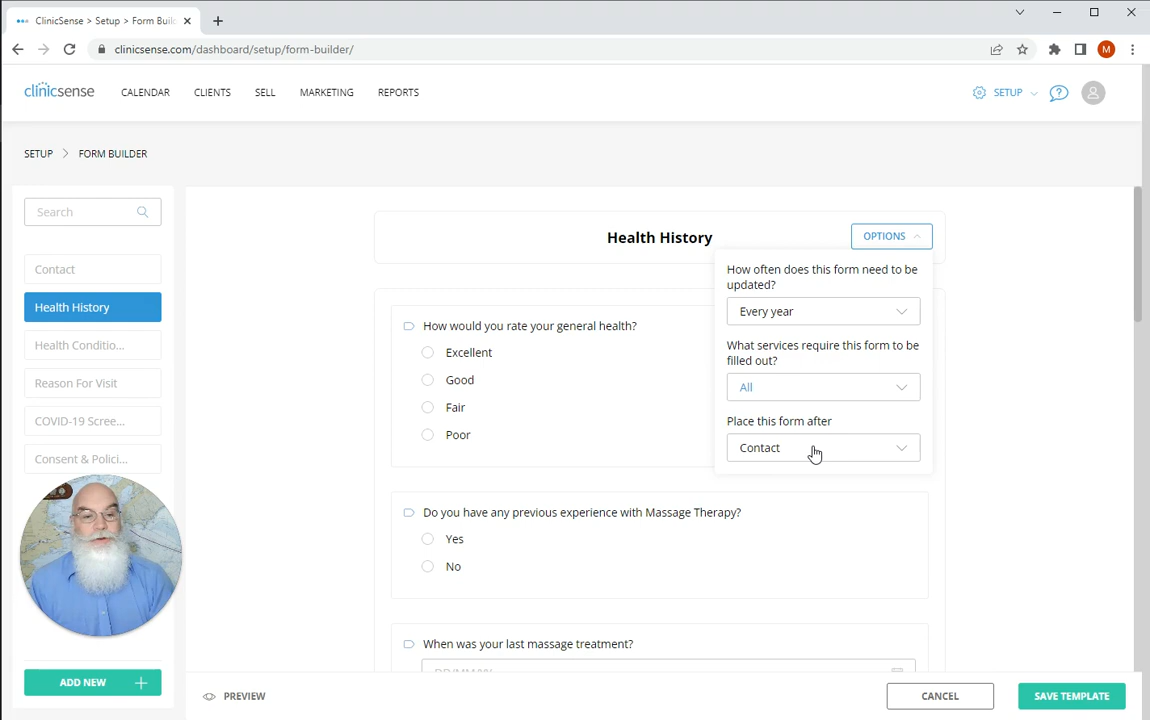 ClinicSense > Setup > Form Buil
clinicsense.com/dashboard/setup/form-builder/
M
clinicsense
CALENDAR
CLIENTS
SELL
MARKETING
REPORTS
SETUP
?
SETUP
FORM BUILDER
Search
Contact
Health History
Health Conditio...
Reason For Visit
COVID-19 Scree...
Consent & Polici...
ADD NEW
Health History
OPTIONS
How often does this form need to be
updated?
Every year
What services require this form to be
filled out?
All
Place this form after
Contact
How would you rate your general health?
Excellent
Good
Fair
Poor
Do you have any previous experience with Massage Therapy?
Yes
No
When was your last massage treatment?
PREVIEW
CANCEL
SAVE TEMPLATE